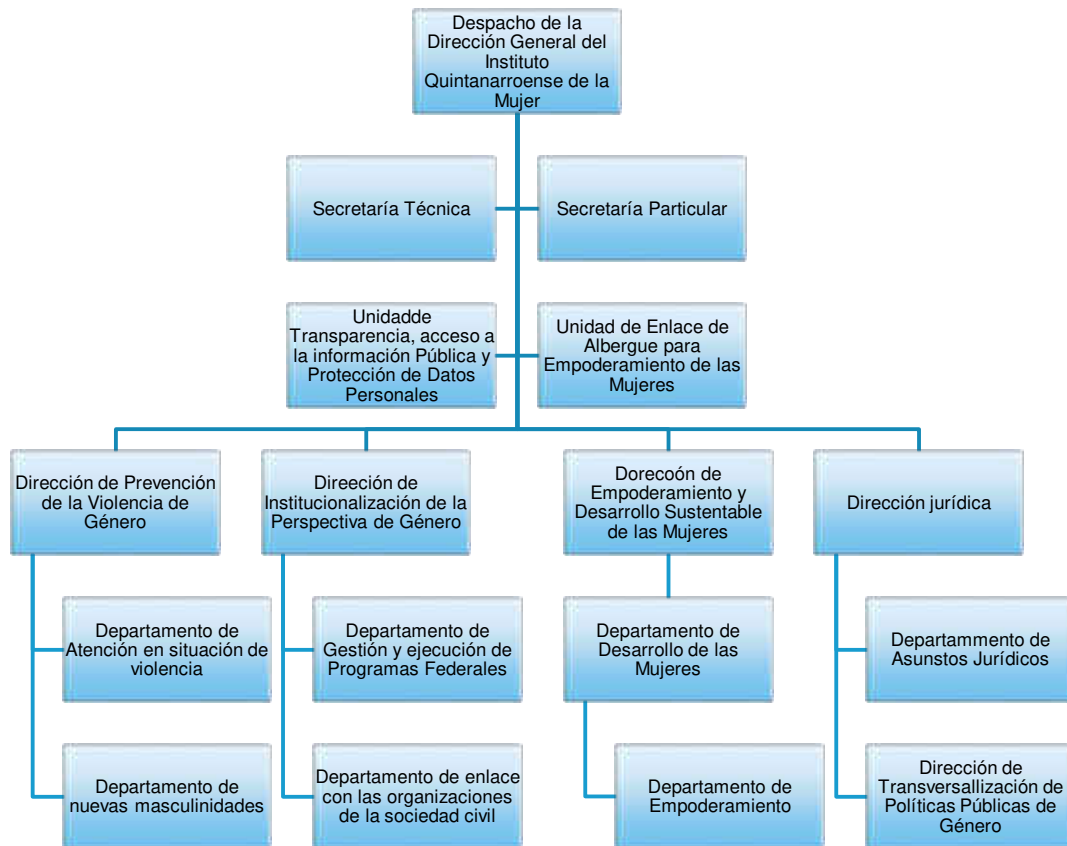 Despacho de la
Dirección General del
Instituto
Quintanarroense de la
Mujer
Secretaría Técnica
Secretaría Particular
Unidadde
Transparencia, acceso a
la información Pública y
Protección de Datos
Personales
Unidad de Enlace de
Albergue para
Empoderamiento de las
Mujeres
Dirección de Prevención
de la Violencia de
Género
Direeción de
Institucionalización de la
Perspectiva de Género
Dorecoón de
Empoderamiento y
Desarrollo Sustentable
de las Mujeres
Dirección jurídica
Departamento de
Atención en situación de
violencia
Departamento de
Gestión y ejecución de
Programas Federales
Departamento de
Desarrollo de las
Mujeres
Departammento de
Asunstos Jurídicos
Departamento de
nuevas masculinidades
Departamento de enlace
con las organizaciones
de la sociedad civil
Departamento de
Empoderamiento
Dirección de
Transversallización de
Políticas Públicas de
Género